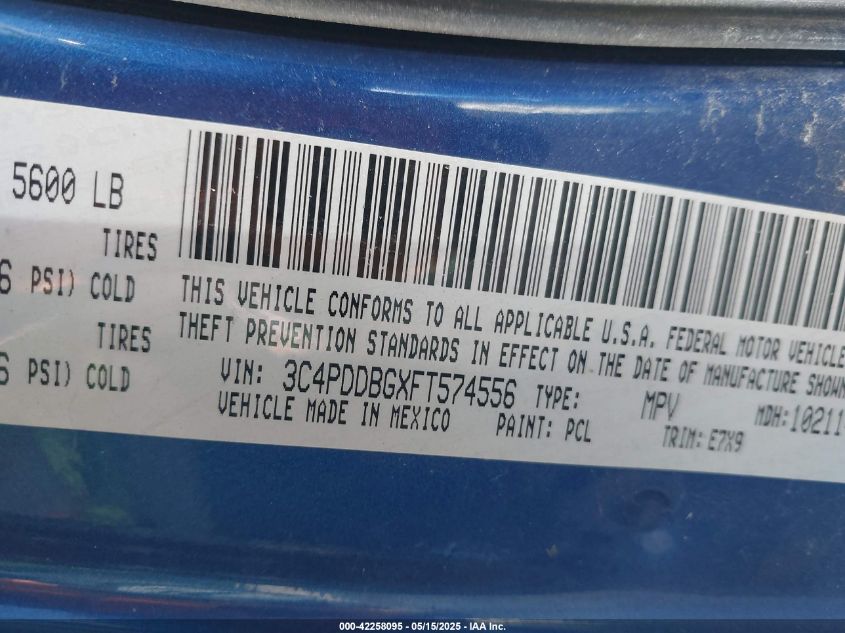 5600 LB
TIRES
6 PSI) COLD
TIRES
6 PSI) COLD
THIS VEHICLE CONFORMS TO ALL APPLICABLE U.S.A. FEDERAL MOTOR VEHICLE
THEFT PREVENTION STANDARDS IN EFFECT ON THE DATE OF MANUFACTURE SHOWN
VIN: 3C4PDDBGXFT574556 TYPE: MPV MDH:10211
VEHICLE MADE IN MEXICO PAINT: PCL TRIM: E7X9
000-42258095 - 05/15/2025 - IAA Inc.